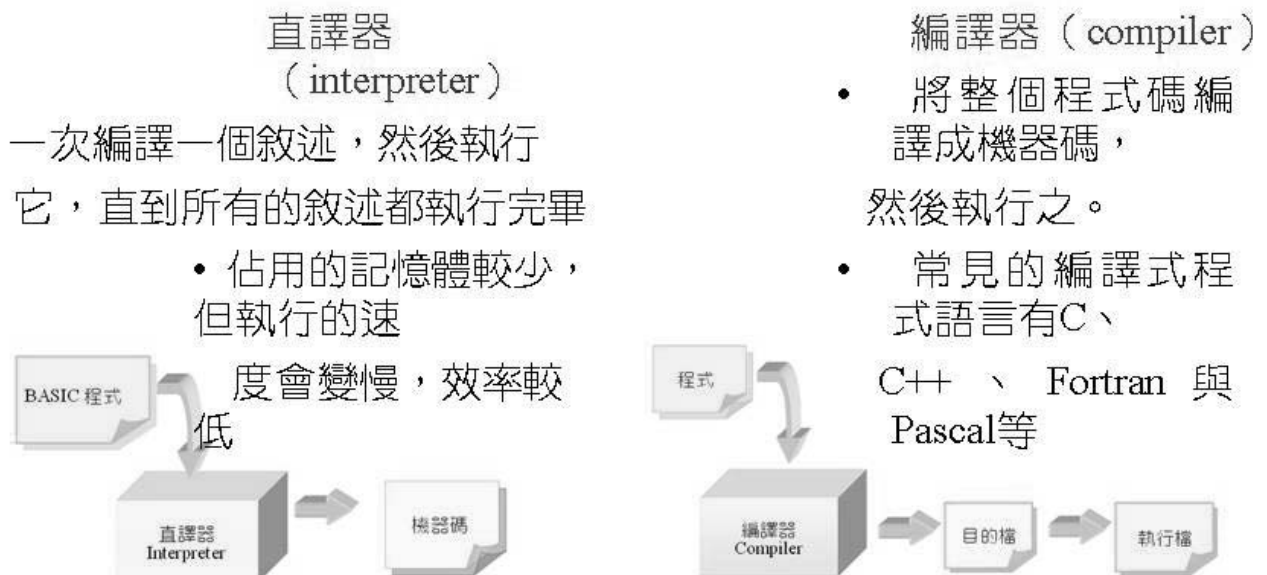 直譯器
（interpreter）
一次編譯一個敘述，然後執行
它，直到所有的敘述都執行完畢
• 佔用的記憶體較少，
但執行的速
度會變慢，效率較
低
BASIC 程式
直譯器
Interpreter
機器碼
編譯器（compiler）
• 將整個程式碼編
譯成機器碼，
然後執行之。
• 常見的編譯式程
式語言有C、
C++ 、 Fortran 與
Pascal等
程式
編譯器
Compiler
目的檔
執行檔